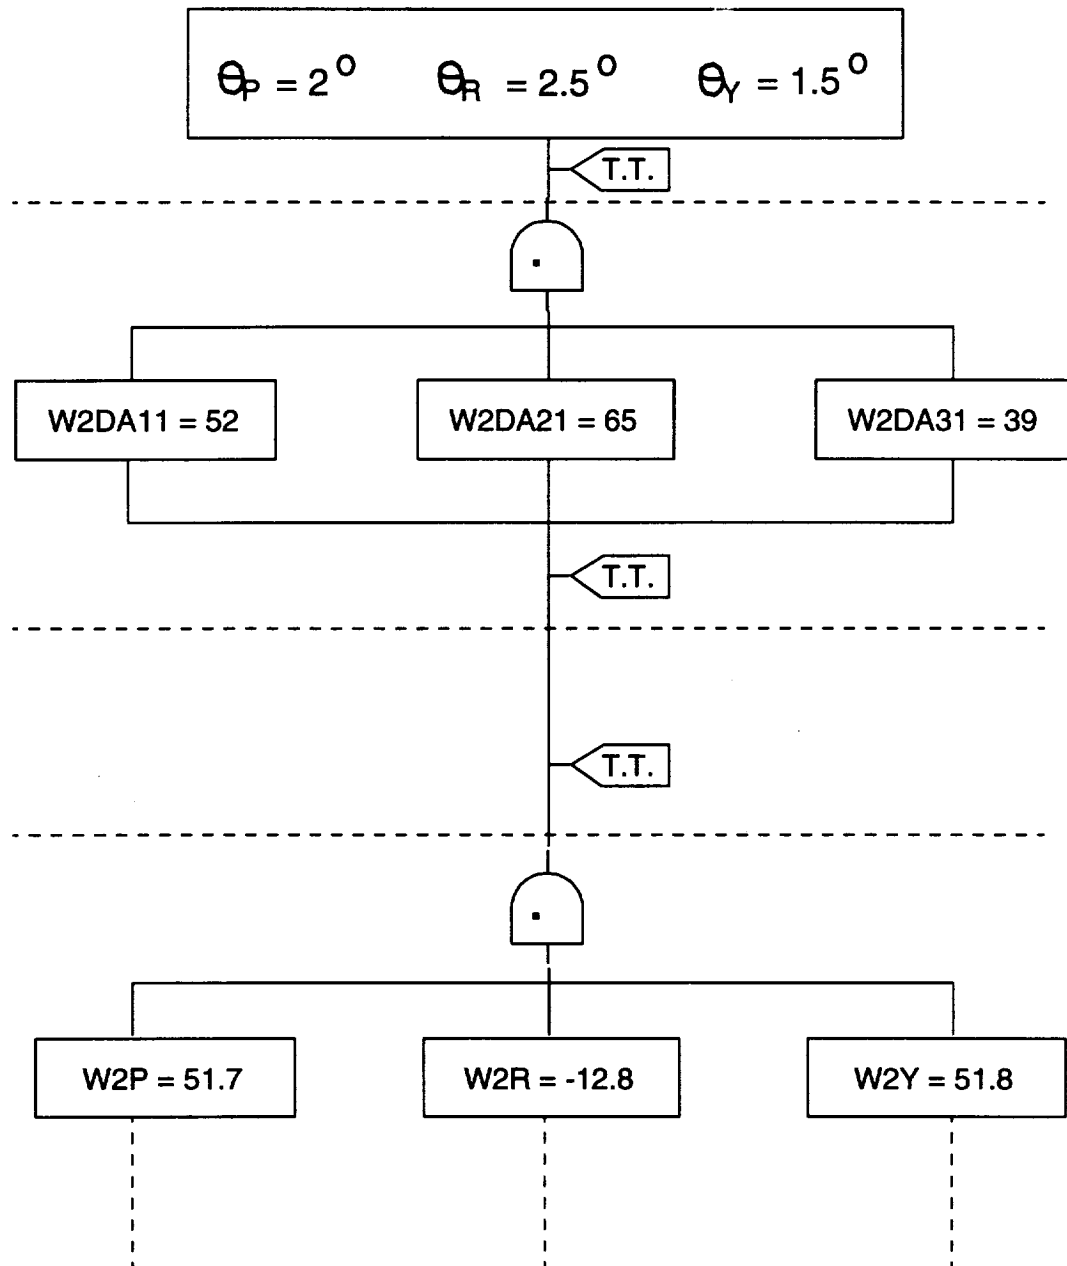 θP = 2° θR = 2.5° θY = 1.5°
T.T.
W2DA11 = 52 W2DA21 = 65 W2DA31 = 39
T.T.
T.T.
W2P = 51.7 W2R = -12.8 W2Y = 51.8